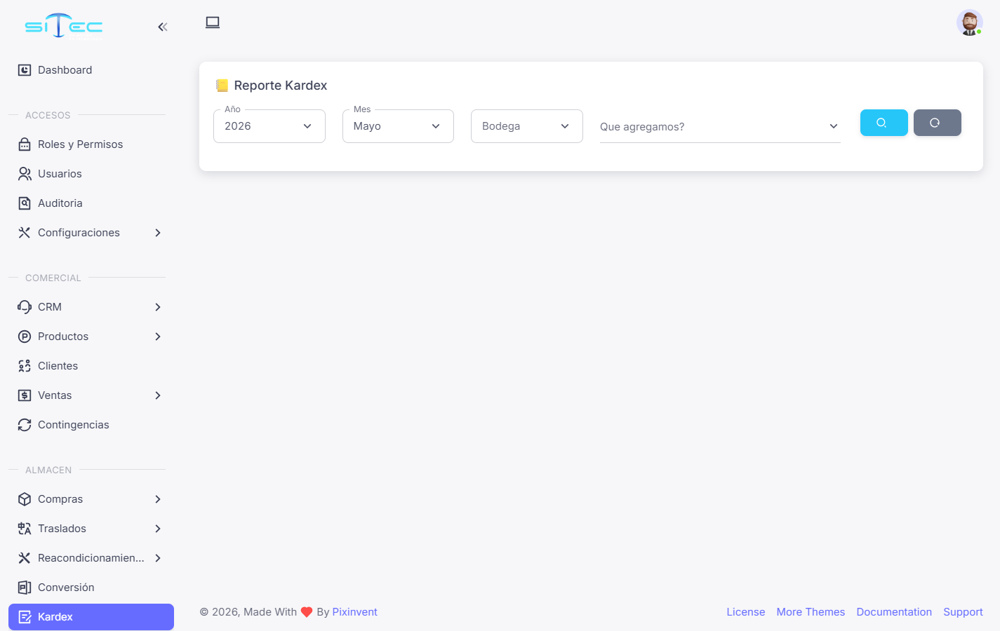 SITEC
Dashboard
ACCESOS
Roles y Permisos
Usuarios
Auditoria
Configuraciones
COMERCIAL
CRM
Productos
Clientes
Ventas
Contingencias
ALMACEN
Compras
Traslados
Reacondicionamien...
Conversión
Kardex
Reporte Kardex
Año
2026
Mes
Mayo
Bodega
Que agregamos?
© 2026, Made With ❤️ By Pixinvent
License More Themes Documentation Support